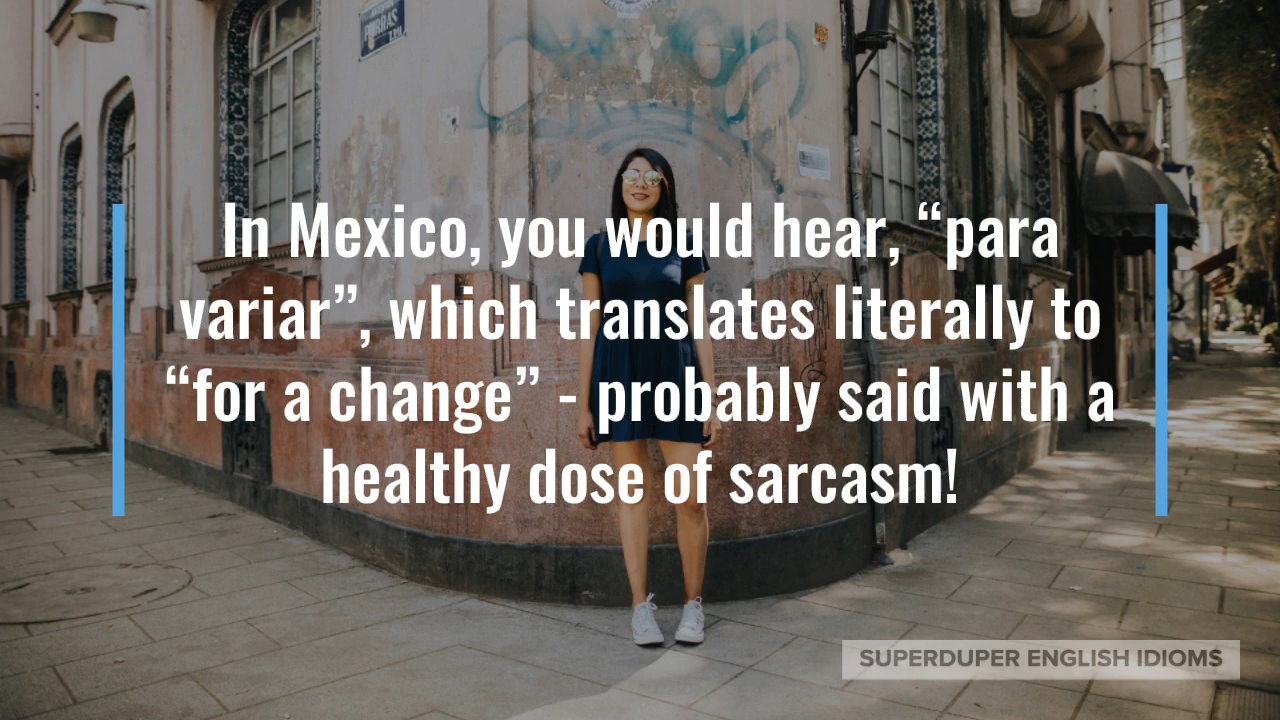 In Mexico, you would hear, “para
variar”, which translates literally to
“for a change” - probably said with a
healthy dose of sarcasm!
SUPERDUPER ENGLISH IDIOMS